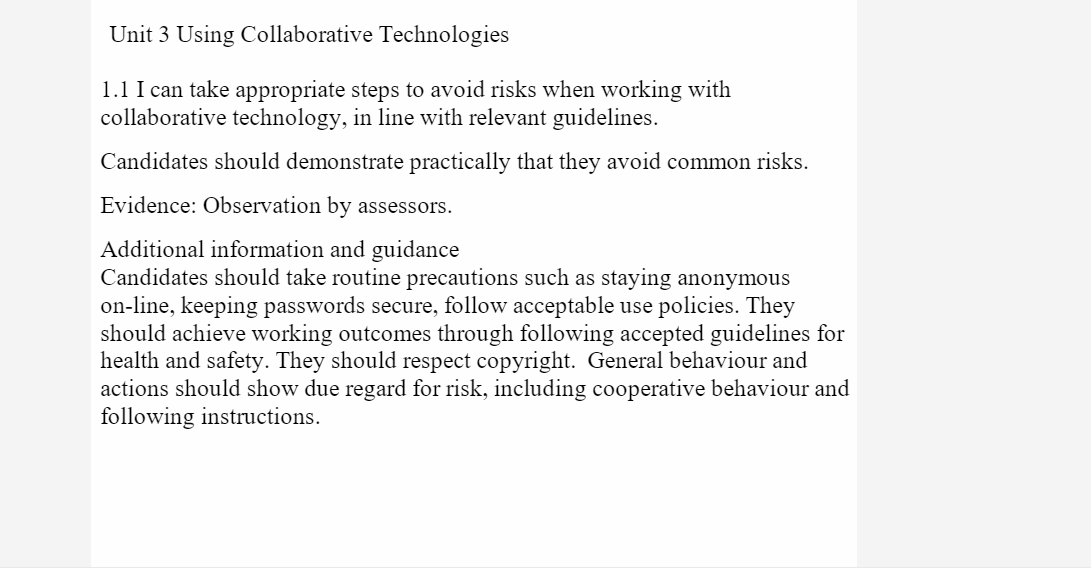 Unit 3 Using Collaborative Technologies
1.1 I can take appropriate steps to avoid risks when working with
collaborative technology, in line with relevant guidelines.
Candidates should demonstrate practically that they avoid common risks.
Evidence: Observation by assessors.
Additional information and guidance
Candidates should take routine precautions such as staying anonymous
on-line, keeping passwords secure, follow acceptable use policies. They
should achieve working outcomes through following accepted guidelines for
health and safety. They should respect copyright.  General behaviour and
actions should show due regard for risk, including cooperative behaviour and
following instructions.